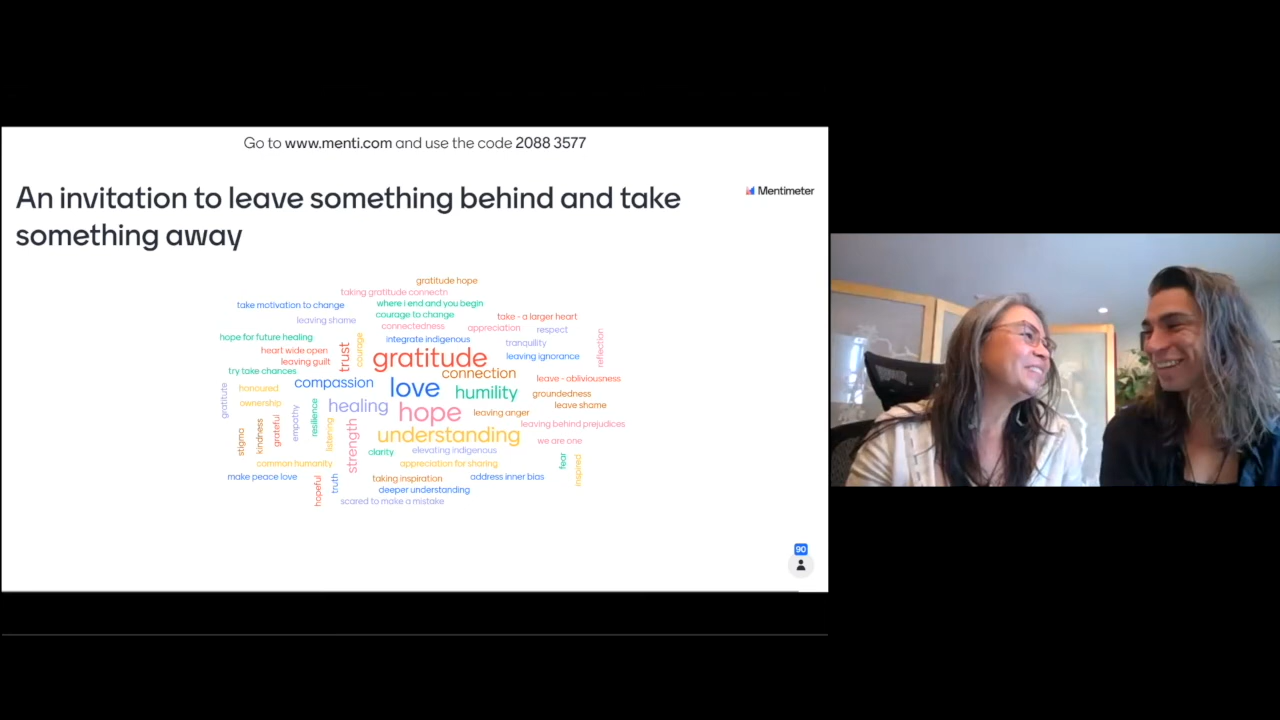 Go to www.menti.com and use the code 2088 3577
An invitation to leave something behind and take
something away
Mentimeter
gratitude hope
taking gratitude connectn
take motivation to change
where i end and you begin
courage to change
take - a larger heart
leaving shame
connectedness
appreciation
respect
hope for future healing
integrate indigenous
tranquility
reflection
heart wide open
trust
courage
gratitude
leaving ignorance
leaving guilt
try take chances
connection
leave - obliviousness
compassion
love
humility
groundedness
gratitute
honoured
ownership
healing
hope
leaving anger
leave shame
leaving behind prejudices
stigma
kindness
grateful
empathy
resilience
listening
strength
understanding
we are one
clarity
elevating indigenous
common humanity
appreciation for sharing
fear
inspired
make peace love
hopeful
truth
taking inspiration
address inner bias
deeper understanding
scared to make a mistake
90